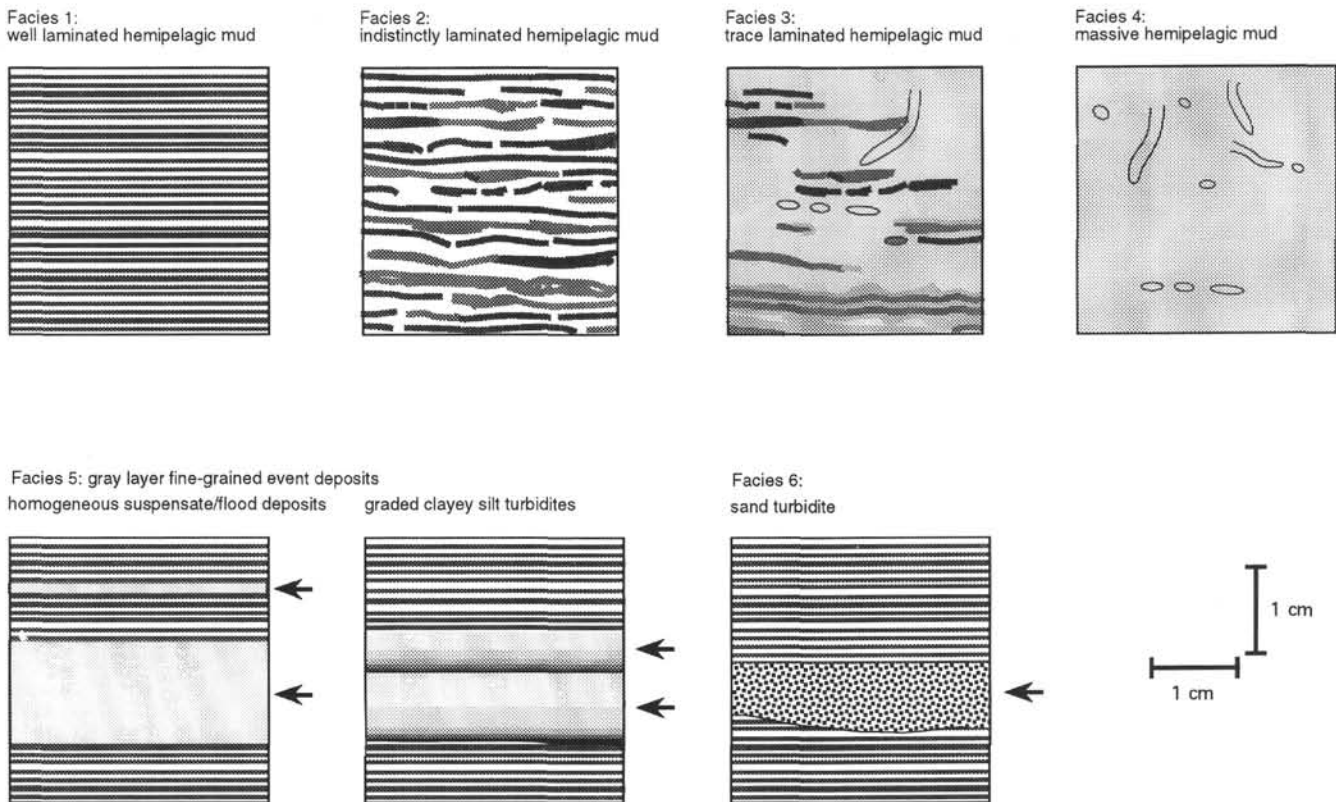 Facies 1:
well laminated hemipelagic mud
Facies 2:
indistinctly laminated hemipelagic mud
Facies 3:
trace laminated hemipelagic mud
Facies 4:
massive hemipelagic mud
Facies 5: gray layer fine-grained event deposits
homogeneous suspensate/flood deposits
graded clayey silt turbidites
Facies 6:
sand turbidite
1 cm
1 cm